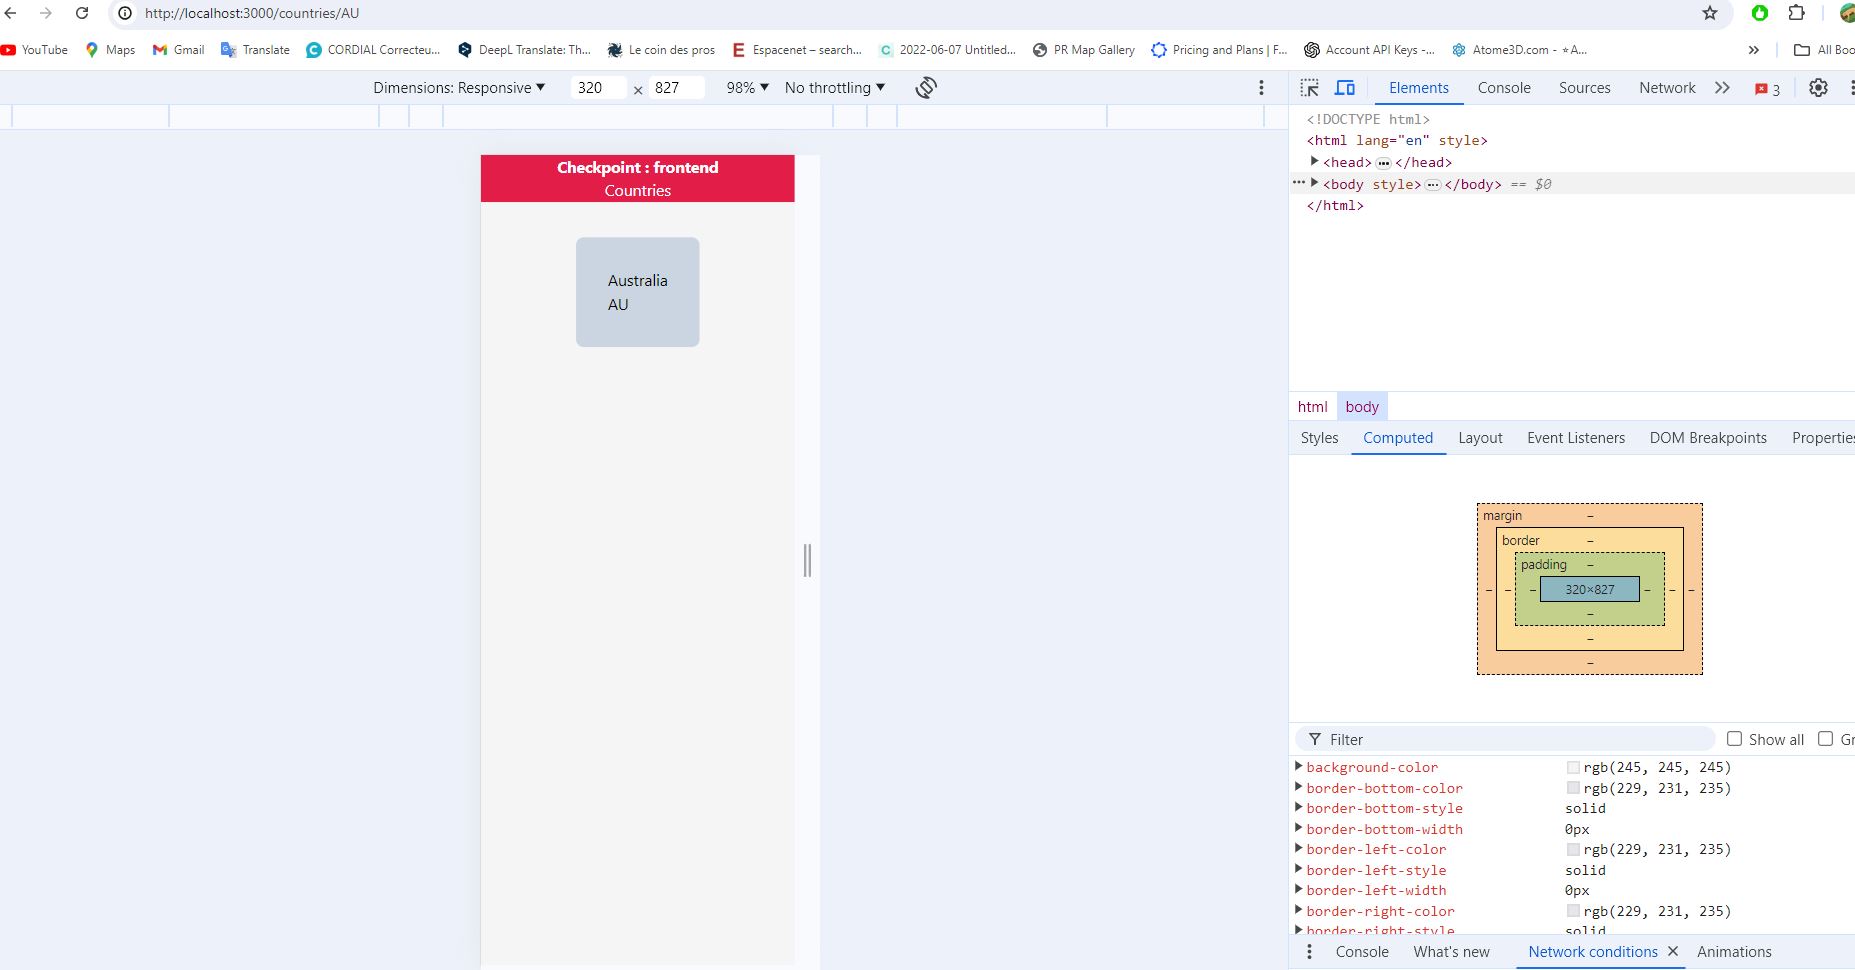 http://localhost:3000/countries/AU
YouTube Maps Gmail Translate CORDIAL Correcteu... DeepL Translate: Th... Le coin des pros Espacenet – search... 2022-06-07 Untitled... PR Map Gallery Pricing and Plans | F... Account API Keys -... Atome3D.com - ⭐A... » All Boo
Dimensions: Responsive ▼ 320 × 827 98% ▼ No throttling ▼
Elements Console Sources Network » 3
Checkpoint : frontend
Countries
Australia
AU
<!DOCTYPE html>
<html lang="en" style>
<head>…</head>
… <body style>…</body> == $0
</html>
html body
Styles Computed Layout Event Listeners DOM Breakpoints Propertie
margin –
border –
padding –
– – – 320×827 – – –
–
–
–
Filter Show all Gr
background-color rgb(245, 245, 245)
border-bottom-color rgb(229, 231, 235)
border-bottom-style solid
border-bottom-width 0px
border-left-color rgb(229, 231, 235)
border-left-style solid
border-left-width 0px
border-right-color rgb(229, 231, 235)
border-right-style solid
Console What's new Network conditions × Animations